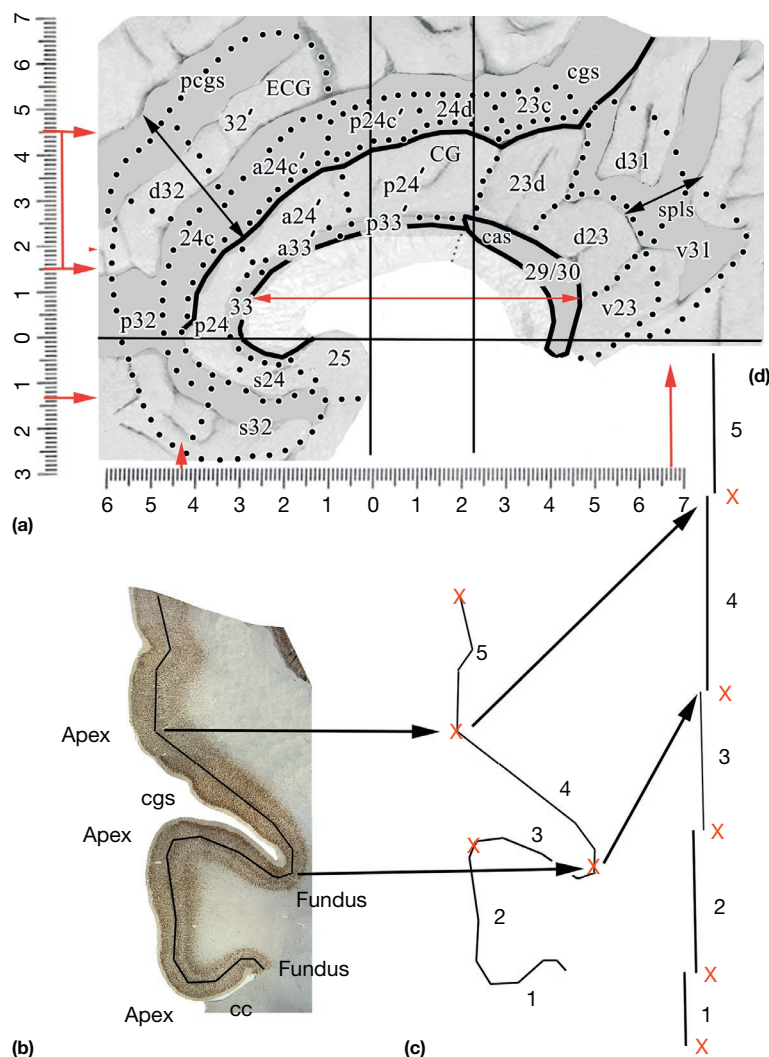 7
6
5
4
3
2
1
0
1
2
3
pcgs
ECG
cgs
32′
p24c′
24d
23c
a24c′
CG
d31
d32
p24′
23d
spls
a24′
24c
p33
cas
d23
a33
v31
29/30
33
v23
p32
p24
25
s24
s32
(a)
6 5 4 3 2 1 0 1 2 3 4 5 6 7
(d)
5
X
4
X
3
X
2
X
1
X
Apex
cgs
Apex
Fundus
Fundus
Apex
cc
(b)
X
5
X
4
3
X
X
2
1
(c)